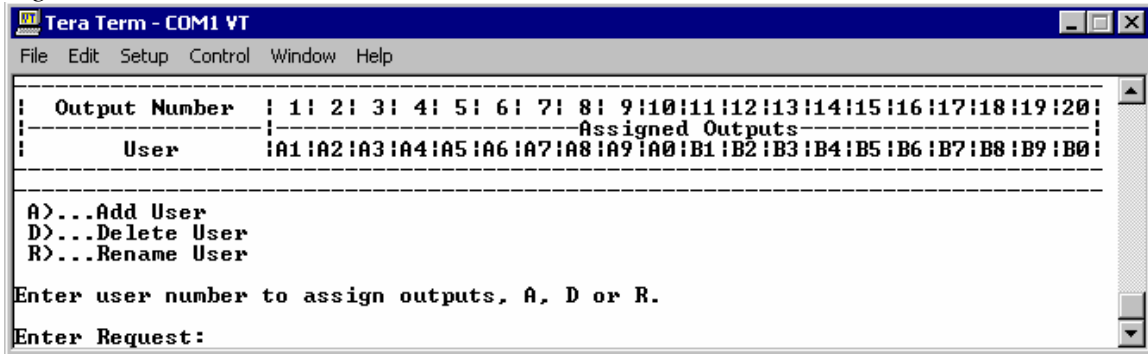 Tera Term - COM1 VT
File Edit Setup Control Window Help
| Output Number | 1| 2| 3| 4| 5| 6| 7| 8| 9|10|11|12|13|14|15|16|17|18|19|20|
|------------------|-----------------------Assigned Outputs----------------------|
| User |A1|A2|A3|A4|A5|A6|A7|A8|A9|A0|B1|B2|B3|B4|B5|B6|B7|B8|B9|B0|
A)...Add User
D)...Delete User
R)...Rename User
Enter user number to assign outputs, A, D or R.
Enter Request: